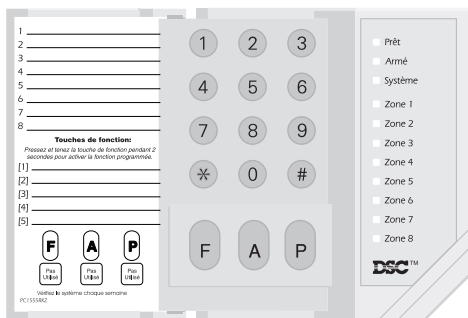 1
2
3
4
5
6
7
8
Touches de fonction:
Pressez et tenez la touche de fonction pendant 2
secondes pour activer la fonction programmée.
[1]
[2]
[3]
[4]
[5]
F A P
Pas Utilisé
Pas Utilisé
Pas Utilisé
Vérifiez le système chaque semaine
PC1555RKZ
1 2 3
4 5 6
7 8 9
* 0 #
F A P
Prêt
Armé
Système
Zone 1
Zone 2
Zone 3
Zone 4
Zone 5
Zone 6
Zone 7
Zone 8
DSC™